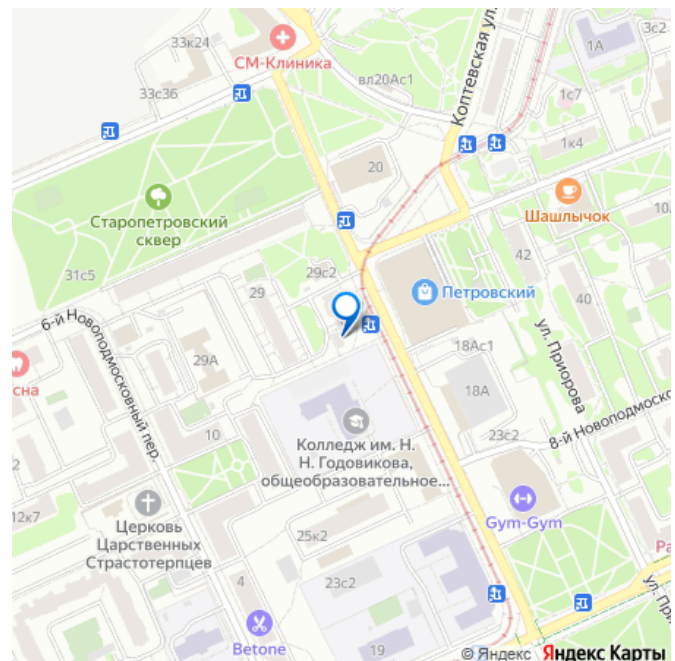 33к24
3с2
1А
СМ-Клиника
Коптевская ул.
вл20Ас1
33с36
1с7
1к4
20
Старопетровский
сквер
Шашлычок
10
42
29с2
31с5
29
Петровский
40
6-й Новоподмосковный пер.
ул. Приорова
18Ас1
сна
29А
18А
8-й Новоподмоско
10
23с2
Колледж им. Н.
Н. Годовикова,
общеобразовательное...
2
Gym-Gym
12к7
Церковь
Царственных
Страстотерпцев
25к2
Ра
4
23с2
ул. При
Betone
19
© Яндекс Яндекс Карты